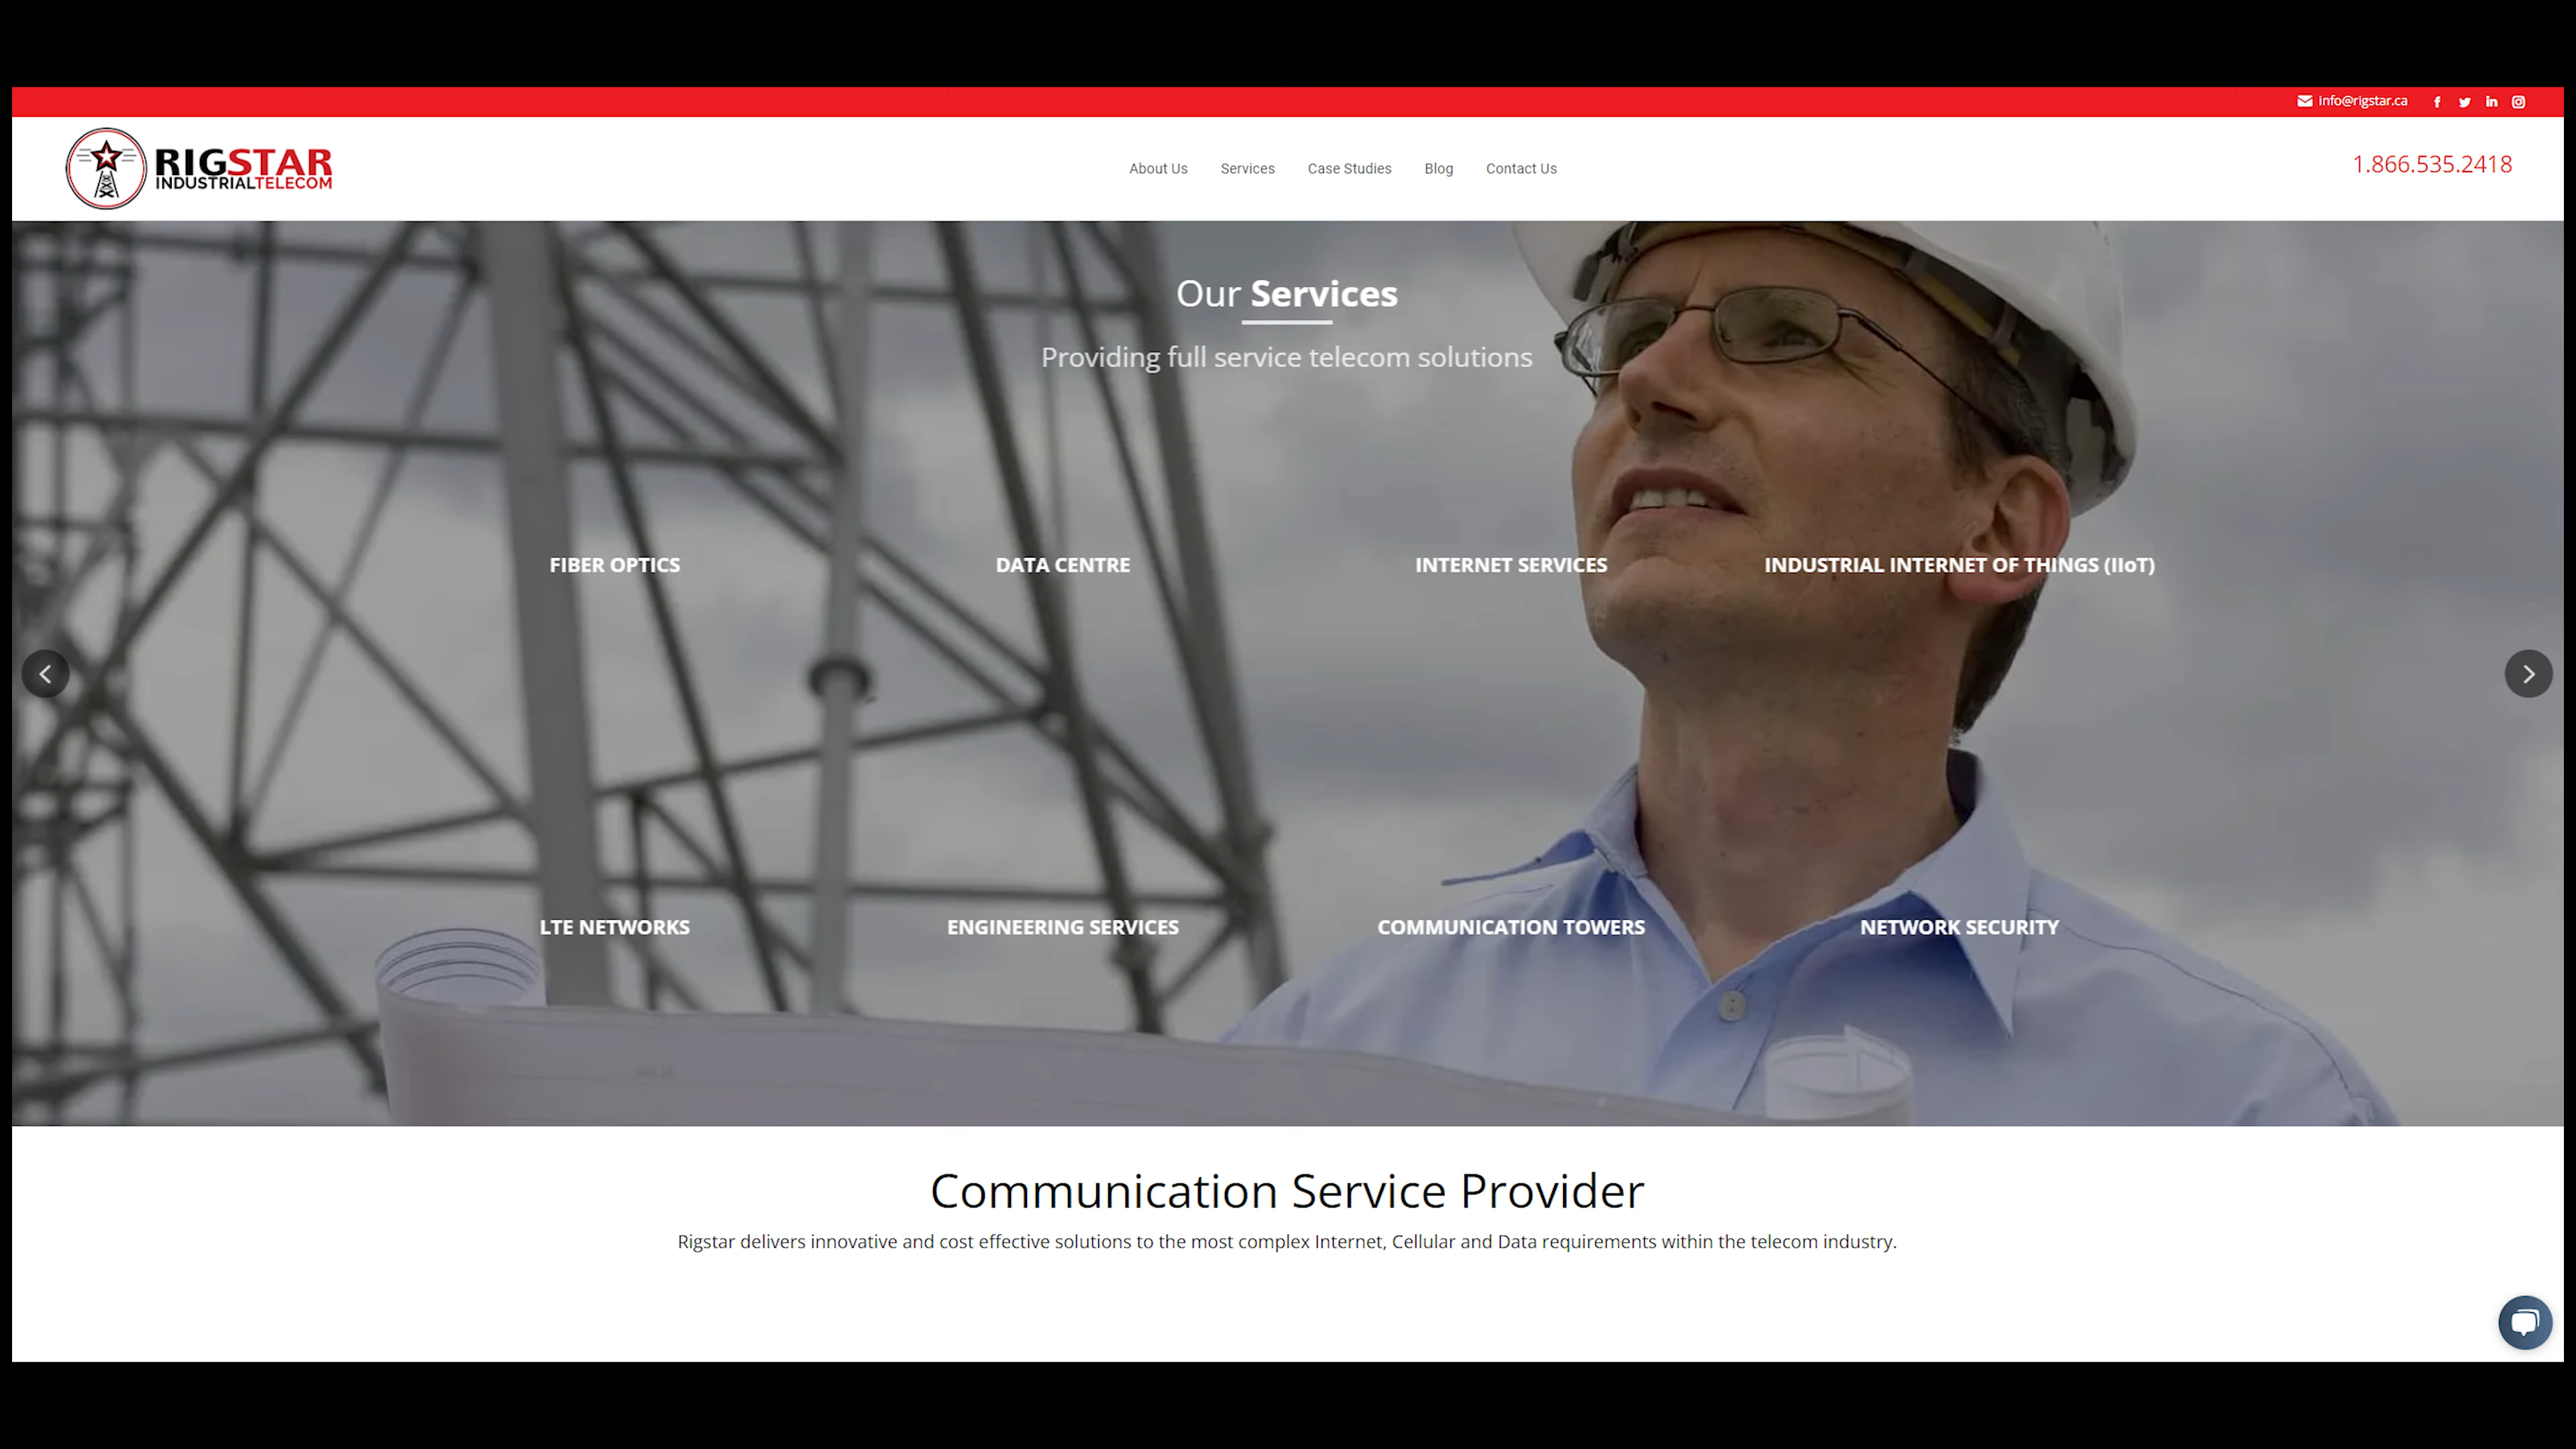 info@rigstar.ca
RIGSTAR
INDUSTRIALTELECOM
About Us Services Case Studies Blog Contact Us
1.866.535.2418
Our Services
Providing full service telecom solutions
FIBER OPTICS DATA CENTRE INTERNET SERVICES INDUSTRIAL INTERNET OF THINGS (IIoT)
LTE NETWORKS ENGINEERING SERVICES COMMUNICATION TOWERS NETWORK SECURITY
Communication Service Provider
Rigstar delivers innovative and cost effective solutions to the most complex Internet, Cellular and Data requirements within the telecom industry.